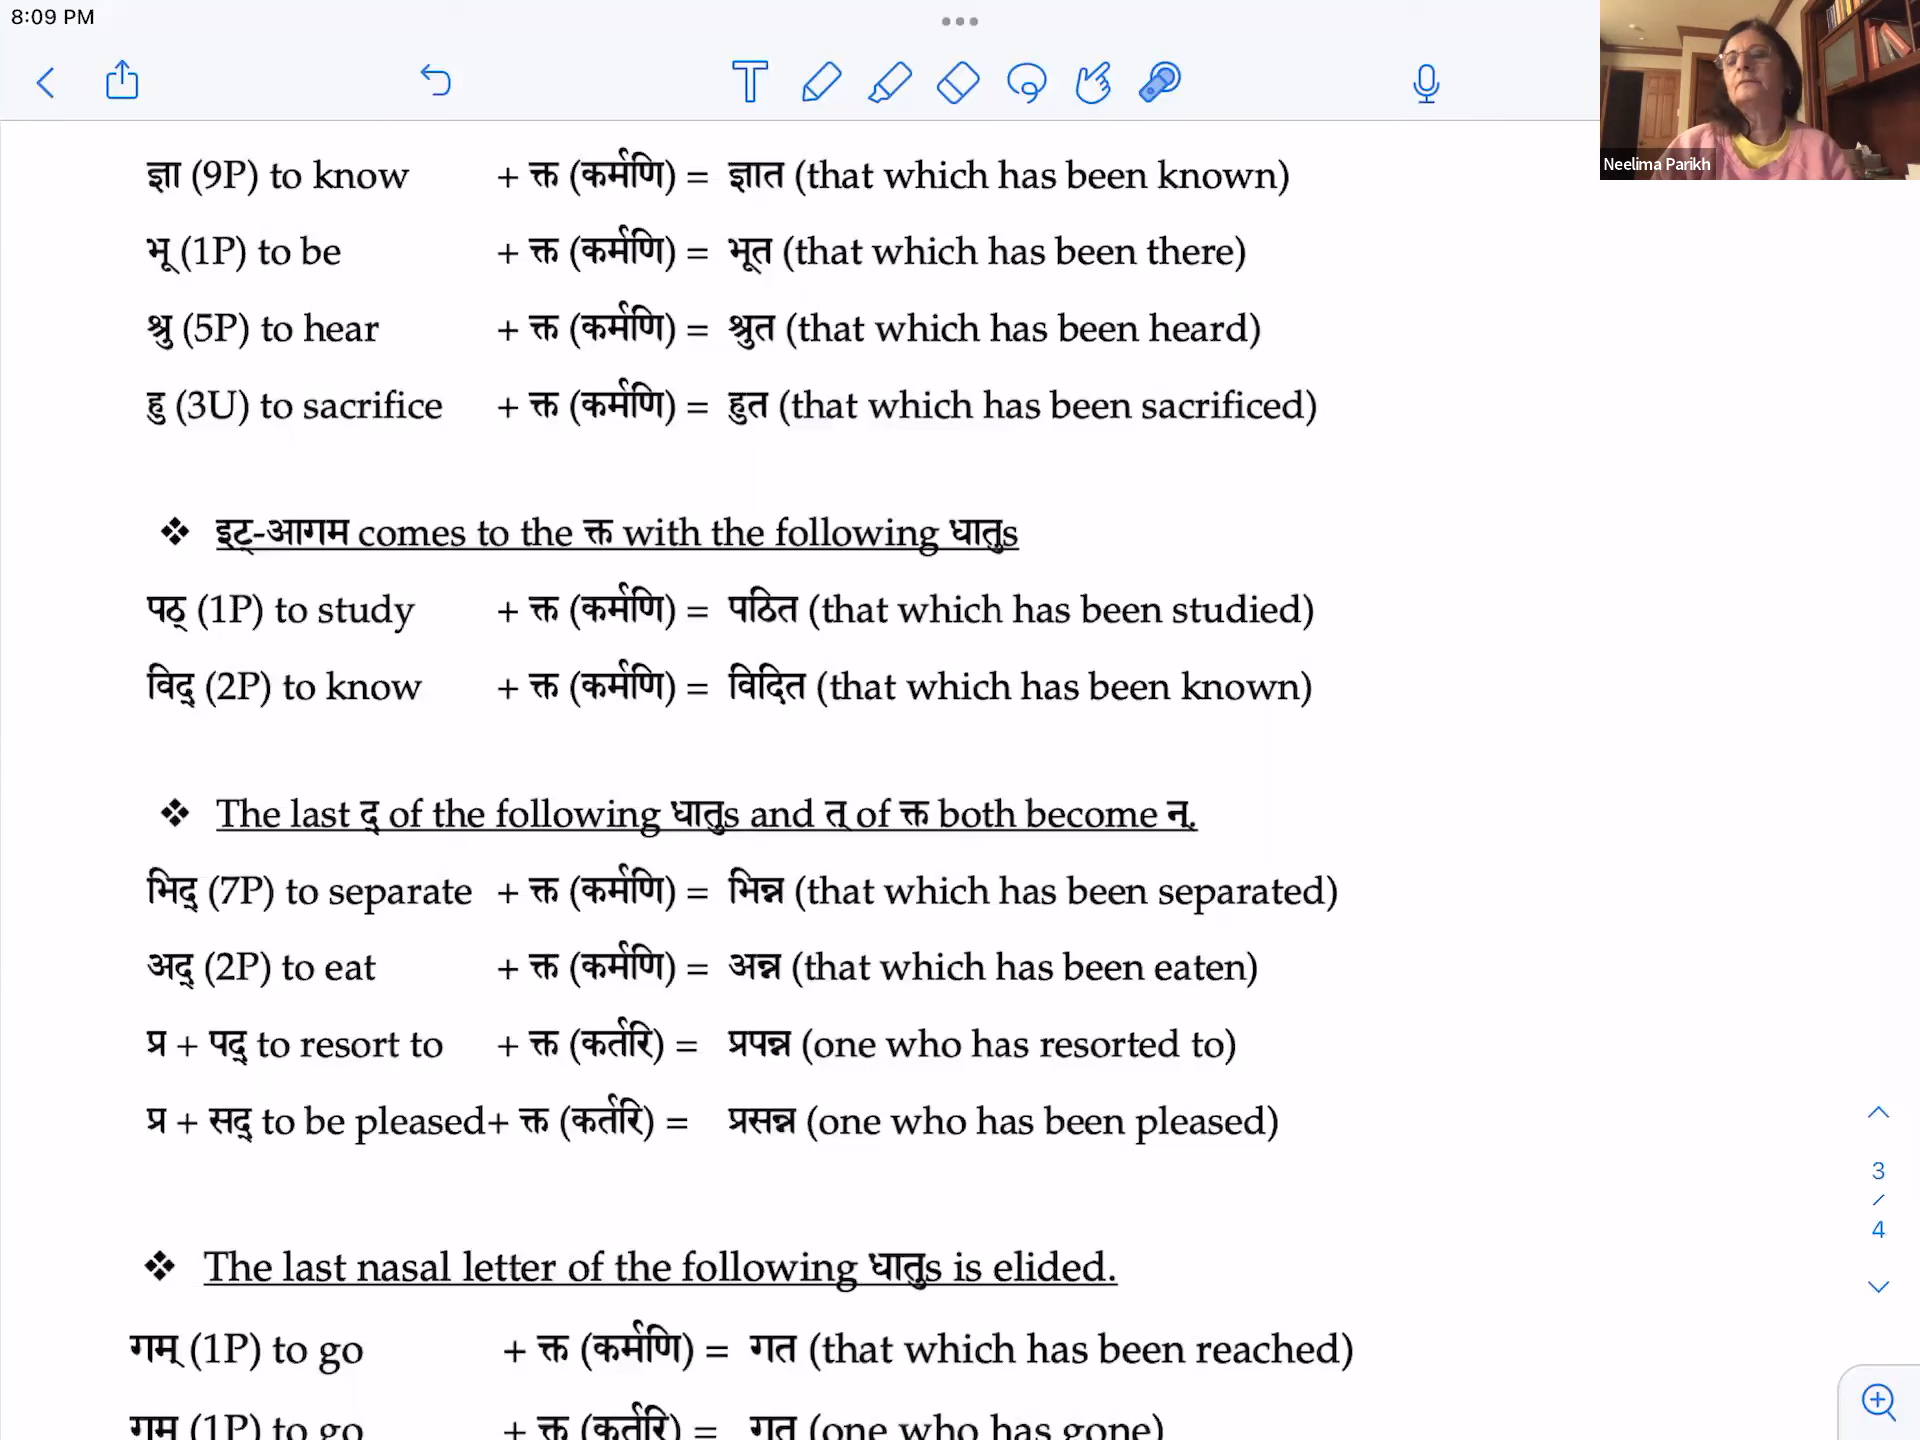 8:09 PM
Neelima Parikh
ज्ञा (9P) to know + क्त (कर्मणि) = ज्ञात (that which has been known)
भू (1P) to be + क्त (कर्मणि) = भूत (that which has been there)
श्रु (5P) to hear + क्त (कर्मणि) = श्रुत (that which has been heard)
हु (3U) to sacrifice + क्त (कर्मणि) = हुत (that which has been sacrificed)
❖ इट्-आगम comes to the क्त with the following धातुs
पठ् (1P) to study + क्त (कर्मणि) = पठित (that which has been studied)
विद् (2P) to know + क्त (कर्मणि) = विदित (that which has been known)
❖ The last द् of the following धातुs and त् of क्त both become न्.
भिद् (7P) to separate + क्त (कर्मणि) = भिन्न (that which has been separated)
अद् (2P) to eat + क्त (कर्मणि) = अन्न (that which has been eaten)
प्र + पद् to resort to + क्त (कर्तरि) = प्रपन्न (one who has resorted to)
प्र + सद् to be pleased+ क्त (कर्तरि) = प्रसन्न (one who has been pleased)
❖ The last nasal letter of the following धातुs is elided.
गम् (1P) to go + क्त (कर्मणि) = गत (that which has been reached)
गम् (1P) to go + क्त (कर्तरि) = गत (one who has gone)
3
/
4